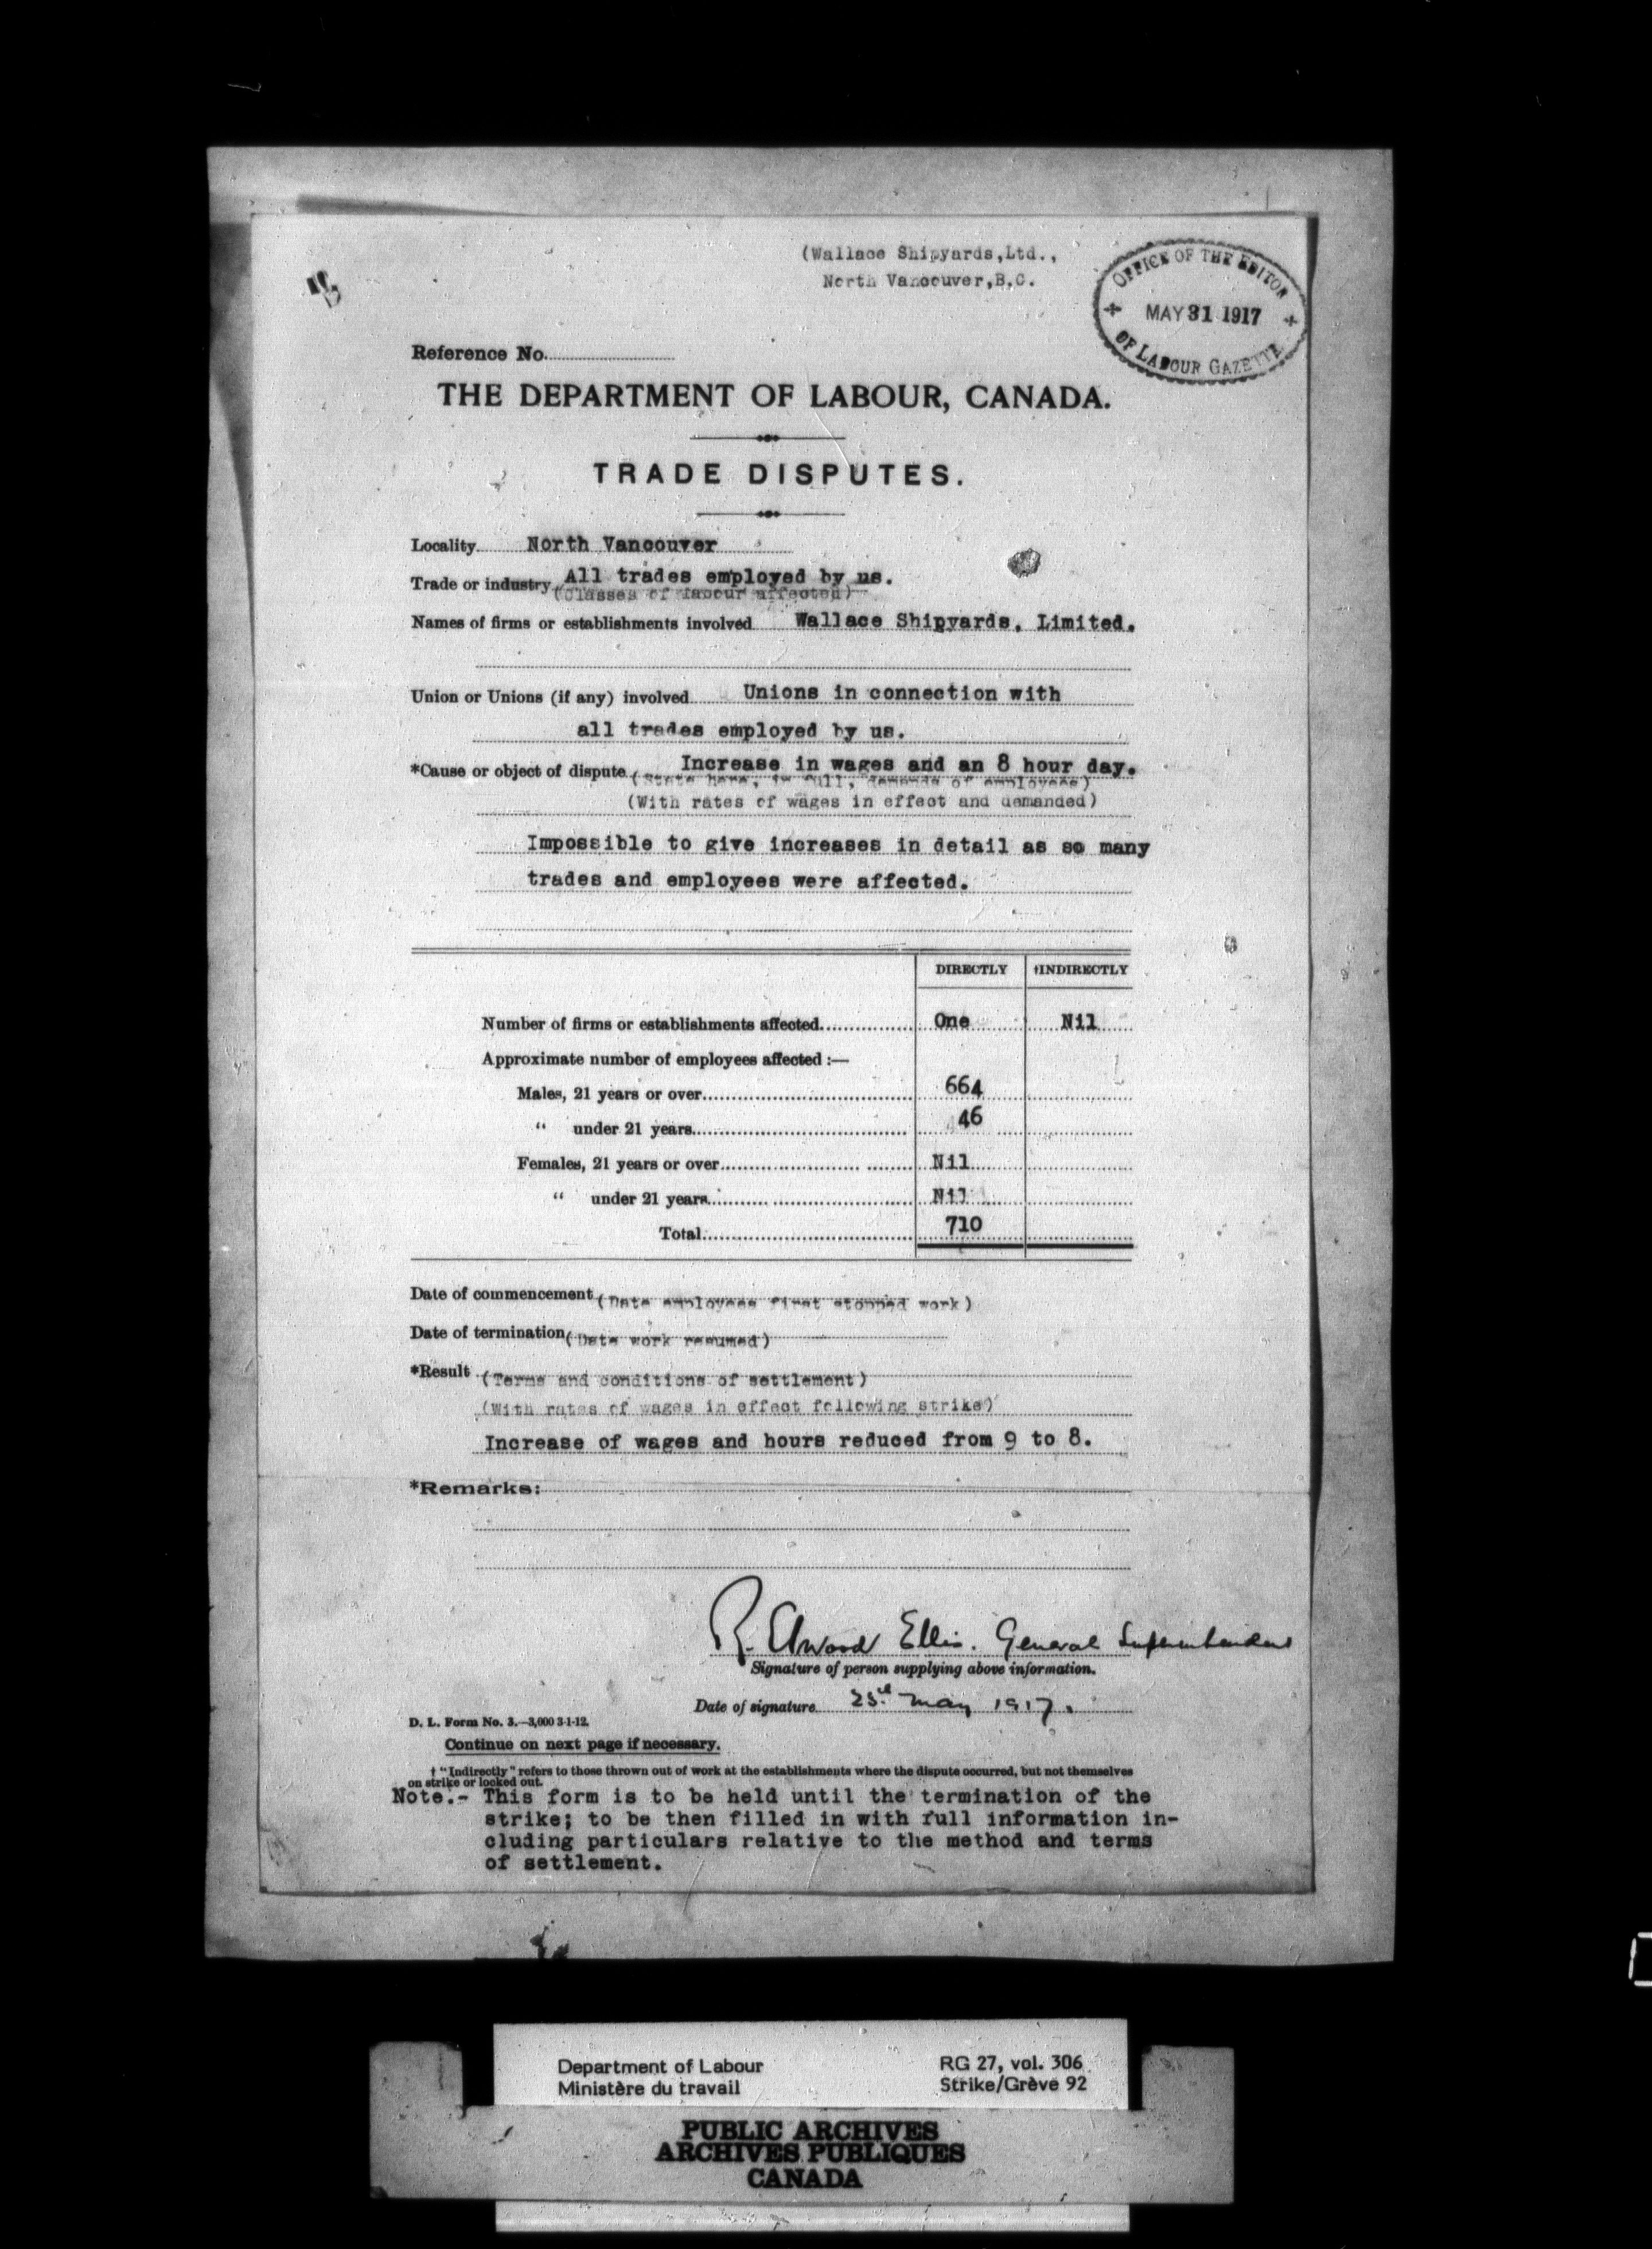 (Wallace Shipyards,Ltd.,
North Vancouver,B.C.
OFFICE OF THE EDITOR
MAY 31 1917
OF LABOUR GAZETTE
Reference No.
THE DEPARTMENT OF LABOUR, CANADA.
TRADE DISPUTES.
Locality North Vancouver
Trade or industry All trades employed by us.
(Classes of labour affected)
Names of firms or establishments involved Wallace Shipyards, Limited.
Union or Unions (if any) involved Unions in connection with
all trades employed by us.
*Cause or object of dispute Increase in wages and an 8 hour day.
(State here, in full, demands of employees)
(With rates of wages in effect and demanded)
Impossible to give increases in detail as so many
trades and employees were affected.
DIRECTLY †INDIRECTLY
Number of firms or establishments affected One Nil
Approximate number of employees affected :—
Males, 21 years or over 664
" under 21 years 46
Females, 21 years or over Nil
" under 21 years Nil
Total 710
Date of commencement (Date employees first stopped work)
Date of termination (Date work resumed)
*Result (Terms and conditions of settlement)
(With rates of wages in effect following strike)
Increase of wages and hours reduced from 9 to 8.
*Remarks:
R. Elwood Ellis. General Superintendent
Signature of person supplying above information.
Date of signature May 1917.
D. L. Form No. 3.—3,000 3-1-12.
Continue on next page if necessary.
† "Indirectly" refers to those thrown out of work at the establishments where the dispute occurred, but not themselves
on strike or locked out.
Note.- This form is to be held until the termination of the
strike; to be then filled in with full information in-
cluding particulars relative to the method and terms
of settlement.
Department of Labour
Ministère du travail
RG 27, vol. 306
Strike/Grève 92
PUBLIC ARCHIVES
ARCHIVES PUBLIQUES
CANADA